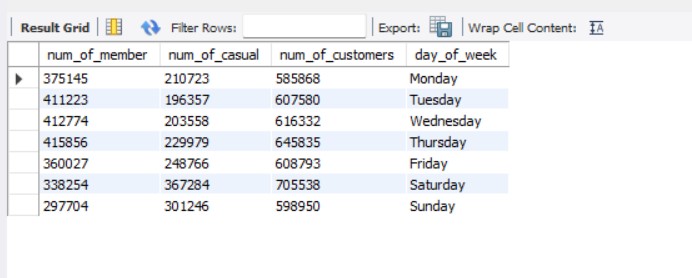 Result Grid Filter Rows: Export: Wrap Cell Content: IA
num_of_member num_of_casual num_of_customers day_of_week
375145 210723 585868 Monday
411223 196357 607580 Tuesday
412774 203558 616332 Wednesday
415856 229979 645835 Thursday
360027 248766 608793 Friday
338254 367284 705538 Saturday
297704 301246 598950 Sunday